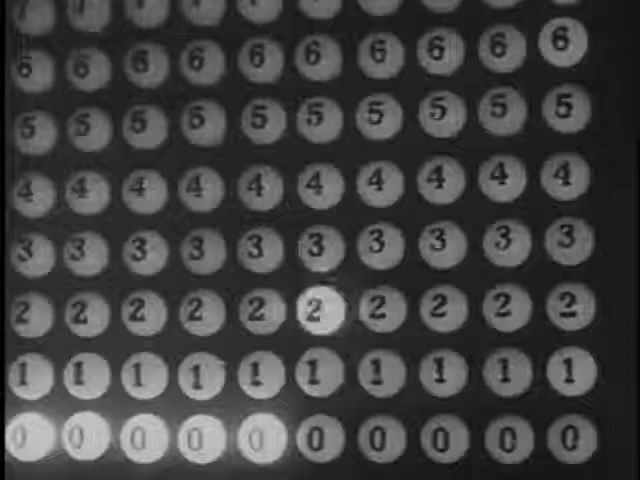 6 6 6 6 6 6 6 6 6 6
5 5 5 5 5 5 5 5 5 5
4 4 4 4 4 4 4 4 4 4
3 3 3 3 3 3 3 3 3 3
2 2 2 2 2 2 2 2 2 2
1 1 1 1 1 1 1 1 1 1
0 0 0 0 0 0 0 0 0 0